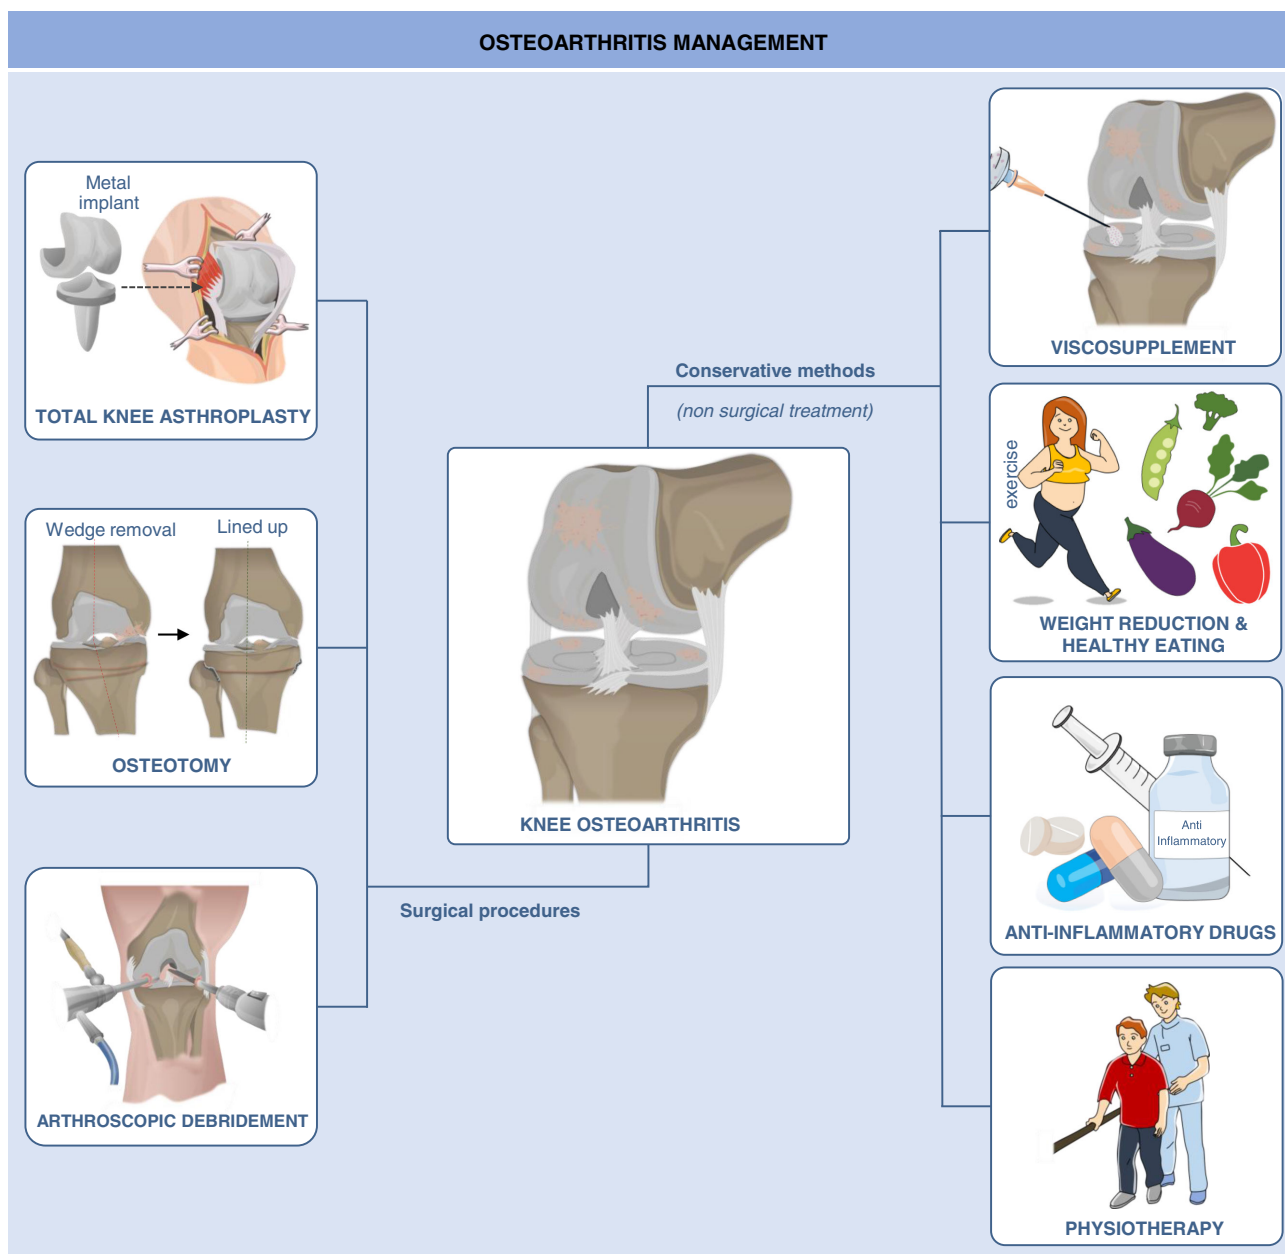 OSTEOARTHRITIS MANAGEMENT
Metal
implant
TOTAL KNEE ASTHROPLASTY
Wedge removal
Lined up
OSTEOTOMY
ARTHROSCOPIC DEBRIDEMENT
Conservative methods
(non surgical treatment)
KNEE OSTEOARTHRITIS
Surgical procedures
VISCOSUPPLEMENT
exercise
WEIGHT REDUCTION &
HEALTHY EATING
Anti
Inflammatory
ANTI-INFLAMMATORY DRUGS
PHYSIOTHERAPY